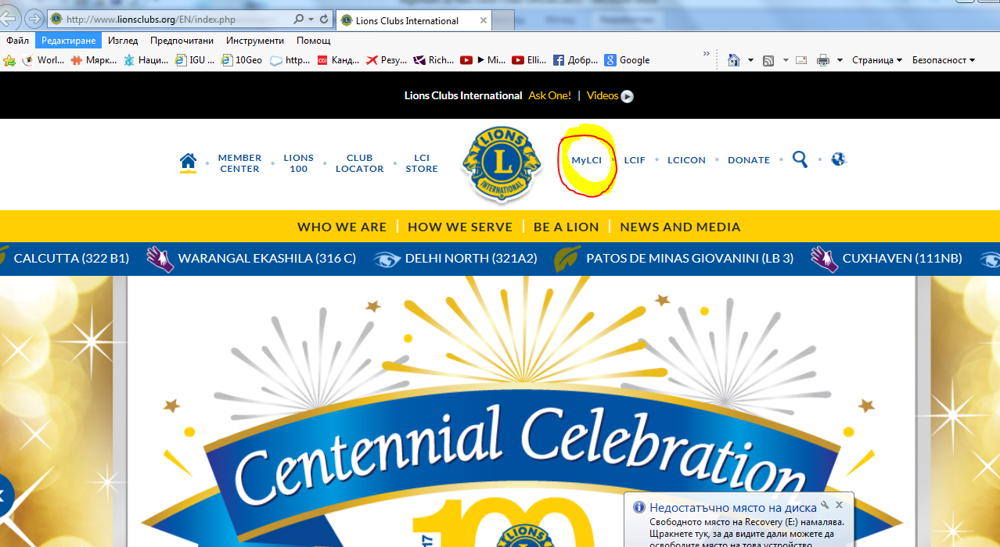 http://www.lionsclubs.org/EN/index.php
Lions Clubs International
Файл Редактиране Изглед Предпочитани Инструменти Помощ
Worl... Марк... Наци... IGU ... 10Geo http... Канд... Резу... Rich... ► Mi... Elli... Добр... Google
» Страница Безопасност
Lions Clubs International Ask One! | Videos
MEMBER CENTER
LIONS 100
CLUB LOCATOR
LCI STORE
LIONS
L
INTERNATIONAL
MyLCI
LCIF
LCICON
DONATE
WHO WE ARE | HOW WE SERVE | BE A LION | NEWS AND MEDIA
CALCUTTA (322 B1) WARANGAL EKASHILA (316 C) DELHI NORTH (321A2) PATOS DE MINAS GIOVANINI (LB 3) CUXHAVEN (111NB)
Centennial Celebration
100
17
LIONS
Недостатъчно място на диска
Свободното място на Recovery (E:) намалява.
Щракнете тук, за да видите дали можете да
освободите място на това устройство